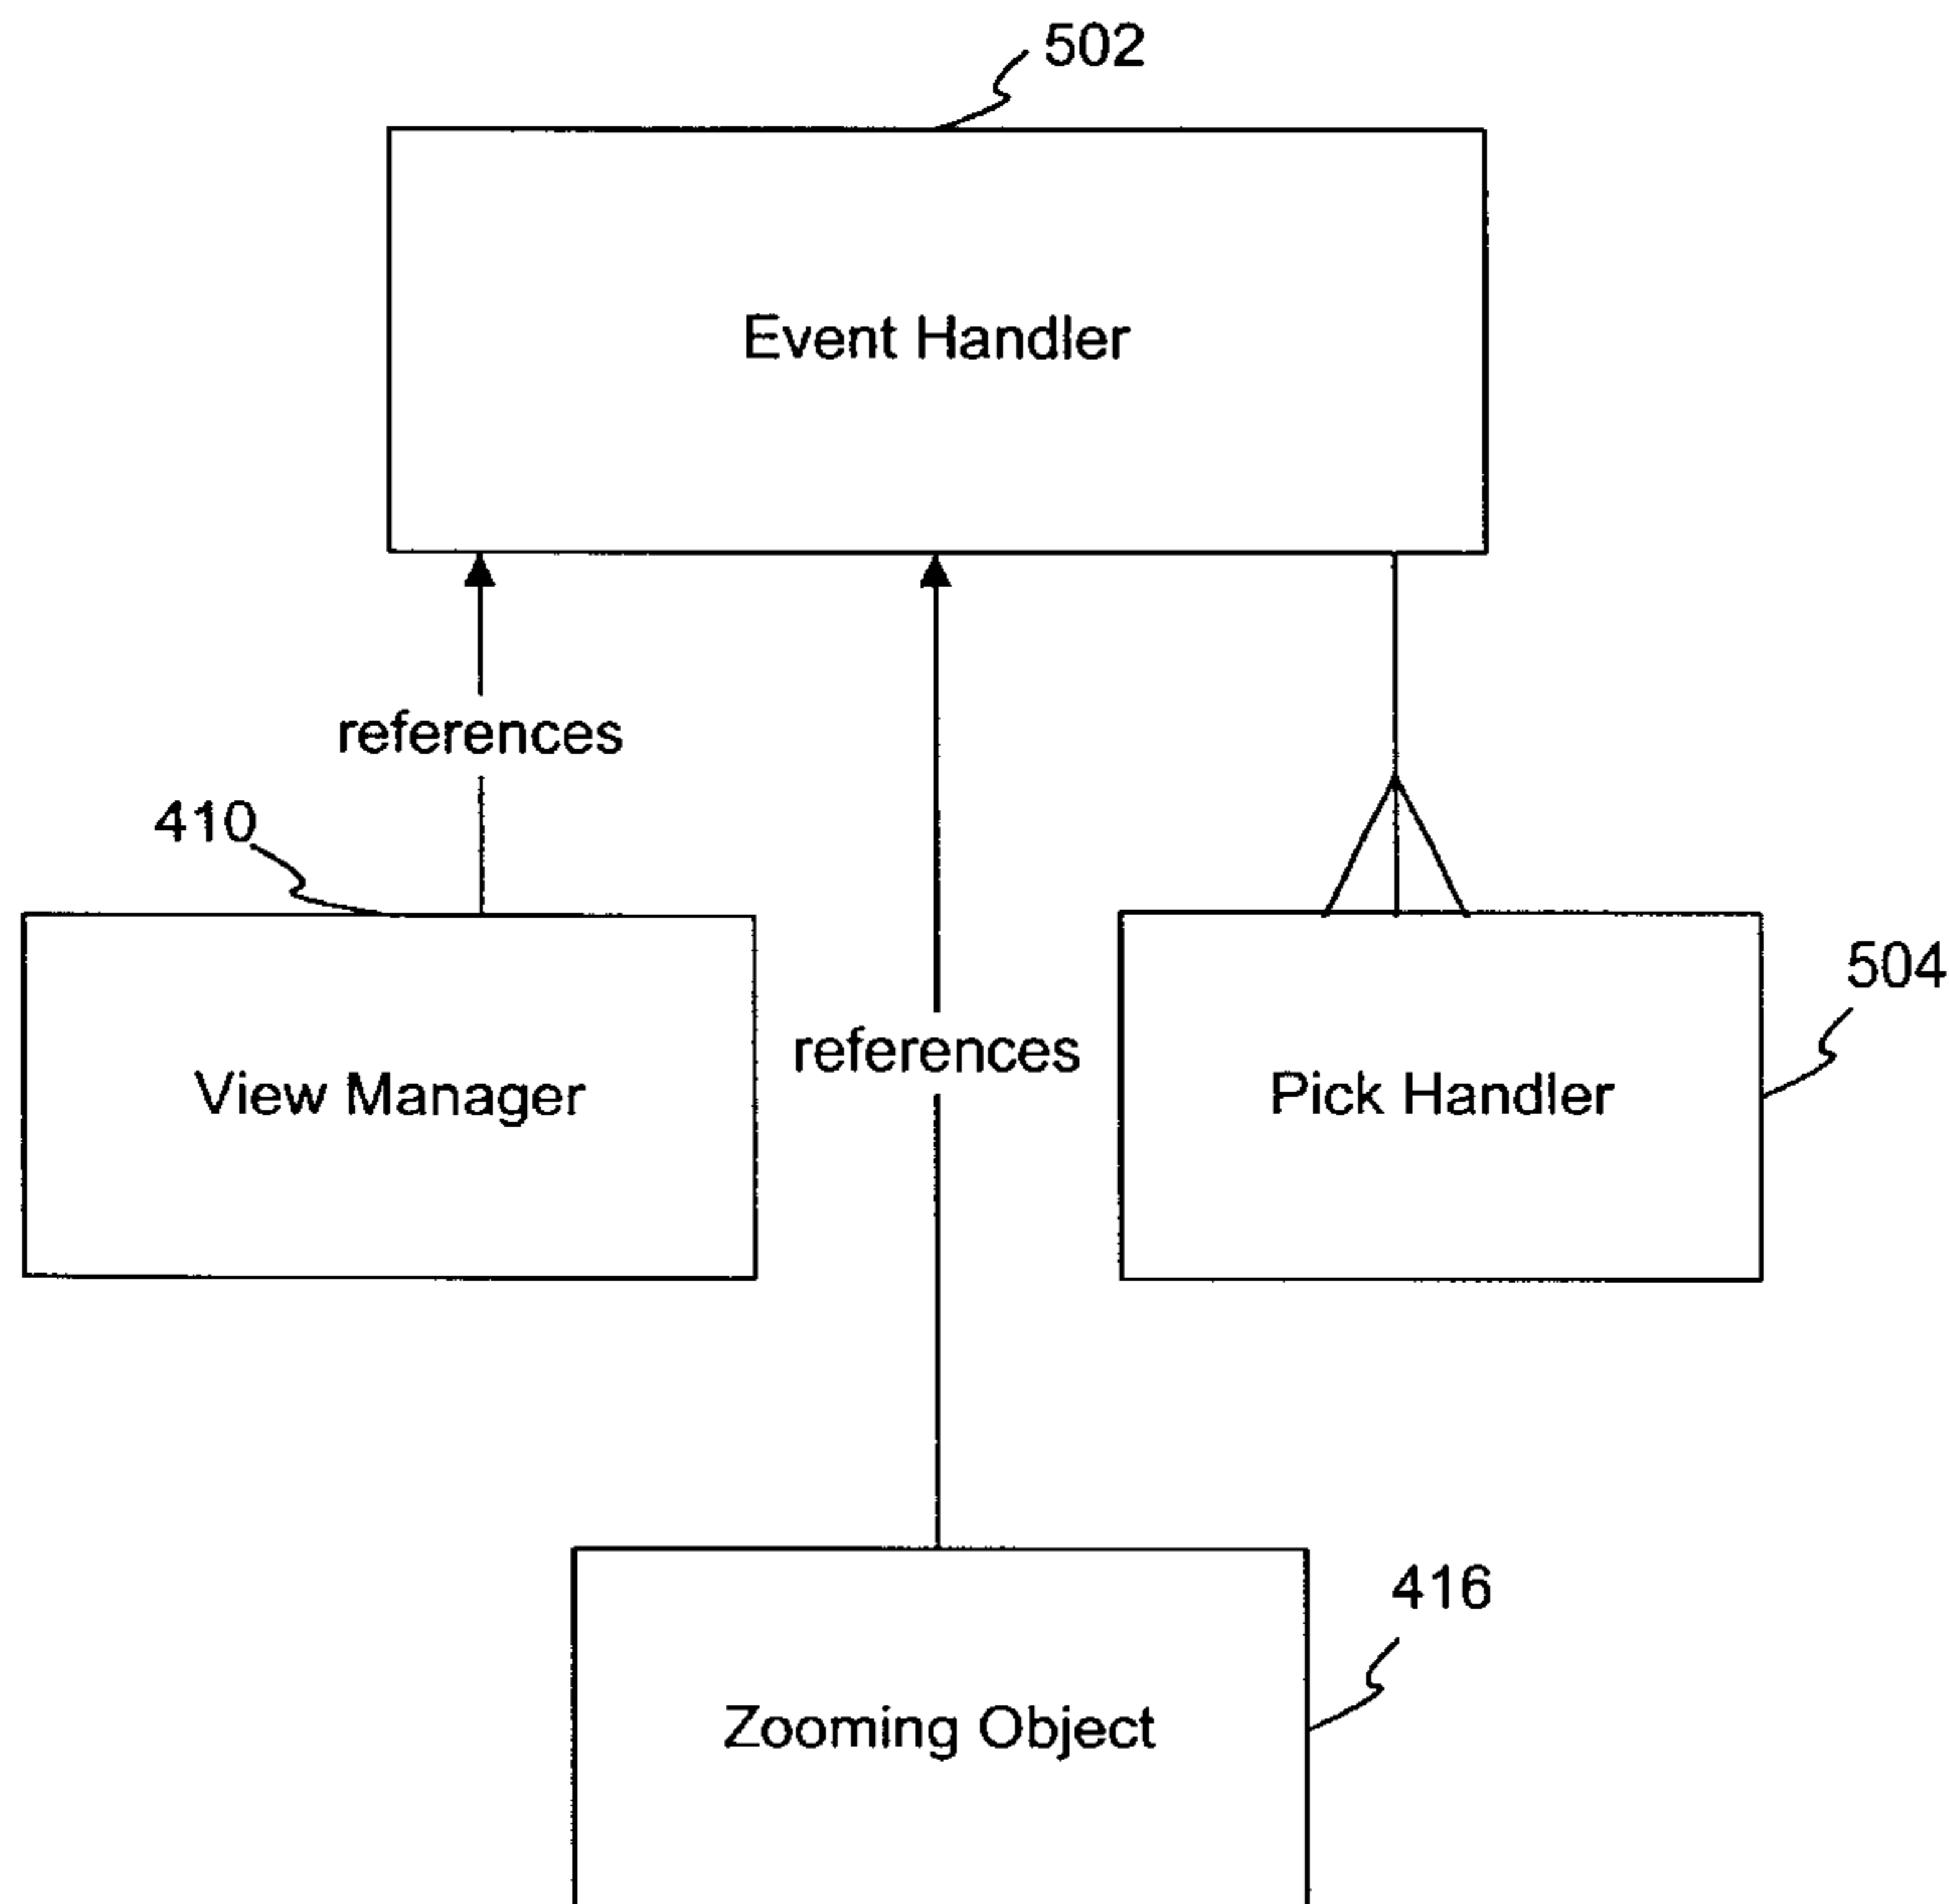 502
Event Handler
references
410
504
references
View Manager
Pick Handler
416
Zooming Object